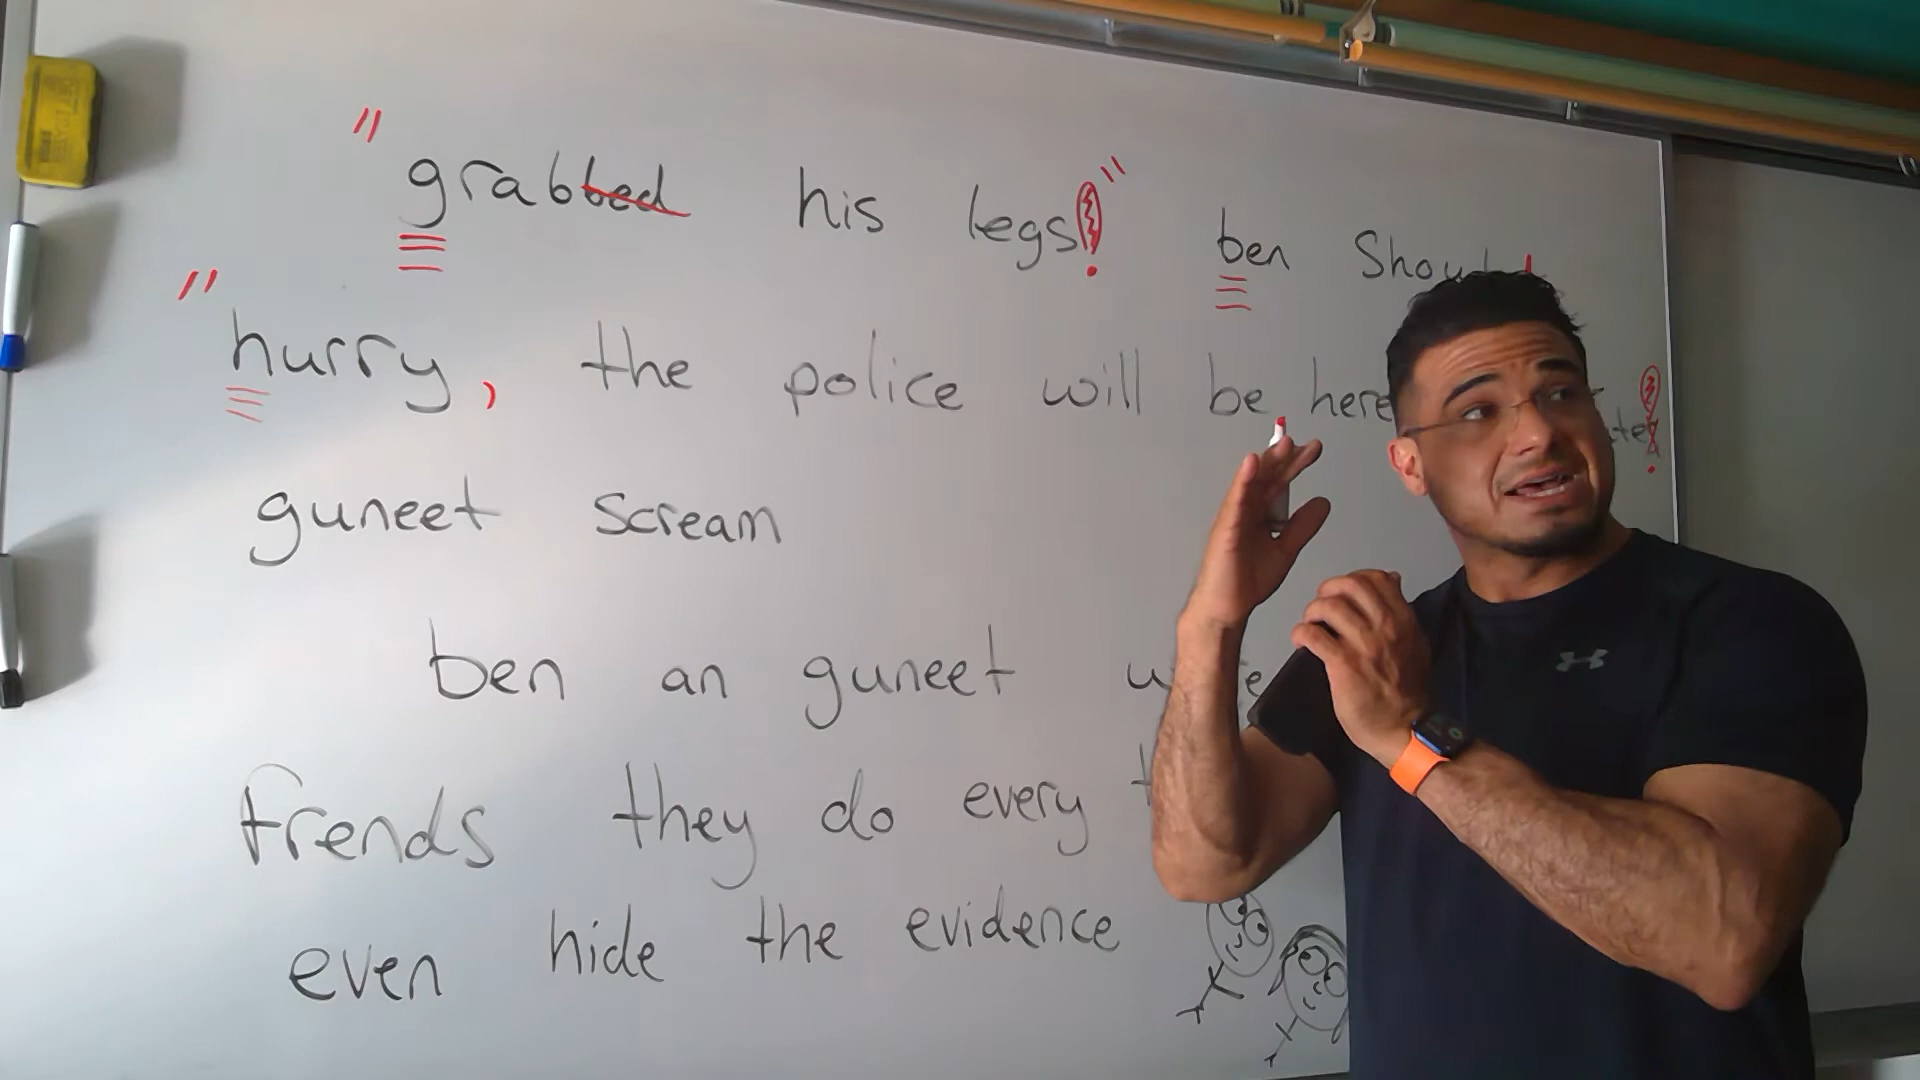 "grabbed his legs!" ben Shou
"hurry, the police will be here
guneet scream
ben an guneet
frends they do every
even hide the evidence